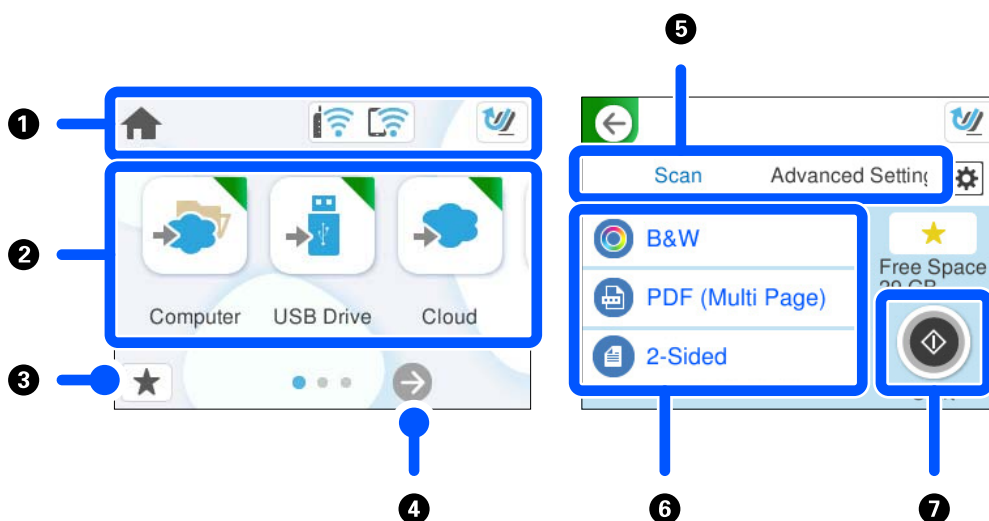 5
1
Scan
Advanced Setting
2
B&W
Free Space
PDF (Multi Page)
Computer
USB Drive
Cloud
2-Sided
3
4
6
7